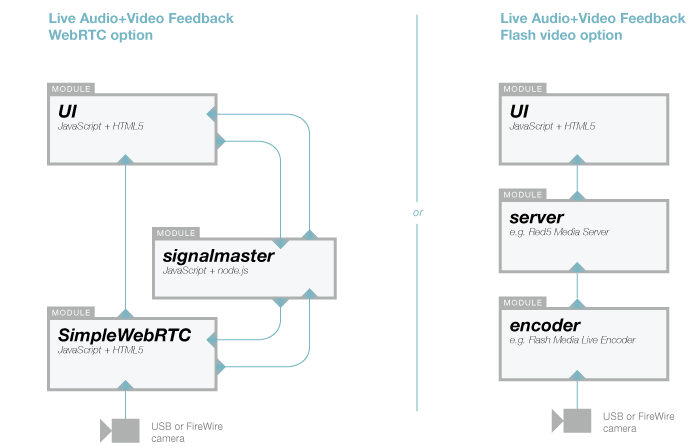 Live Audio+Video Feedback
WebRTC option
MODULE
UI
JavaScript + HTML5
MODULE
signalmaster
JavaScript + node.js
MODULE
SimpleWebRTC
JavaScript + HTML5
USB or FireWire
camera
or
Live Audio+Video Feedback
Flash video option
MODULE
UI
JavaScript + HTML5
MODULE
server
e.g. Red5 Media Server
MODULE
encoder
e.g. Flash Media Live Encoder
USB or FireWire
camera